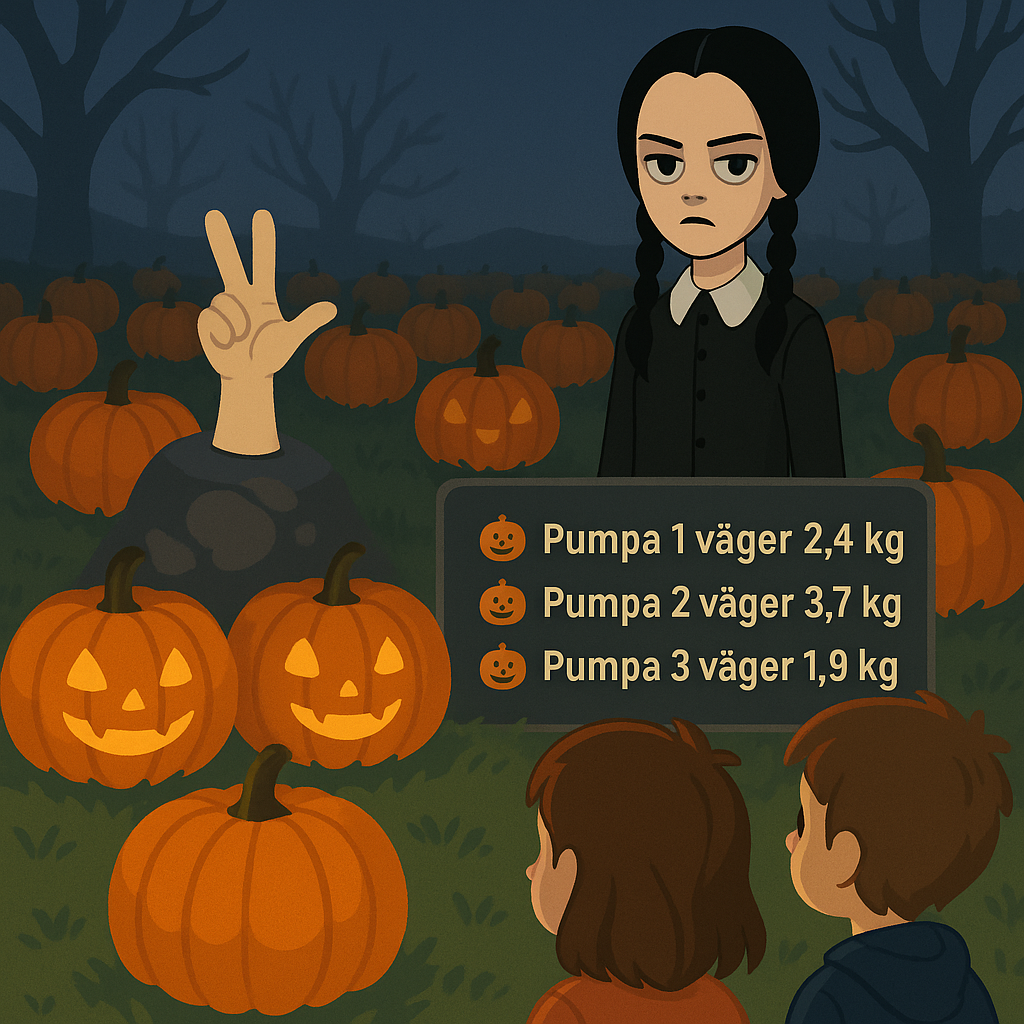 Pumpa 1 väger 2,4 kg
Pumpa 2 väger 3,7 kg
Pumpa 3 väger 1,9 kg